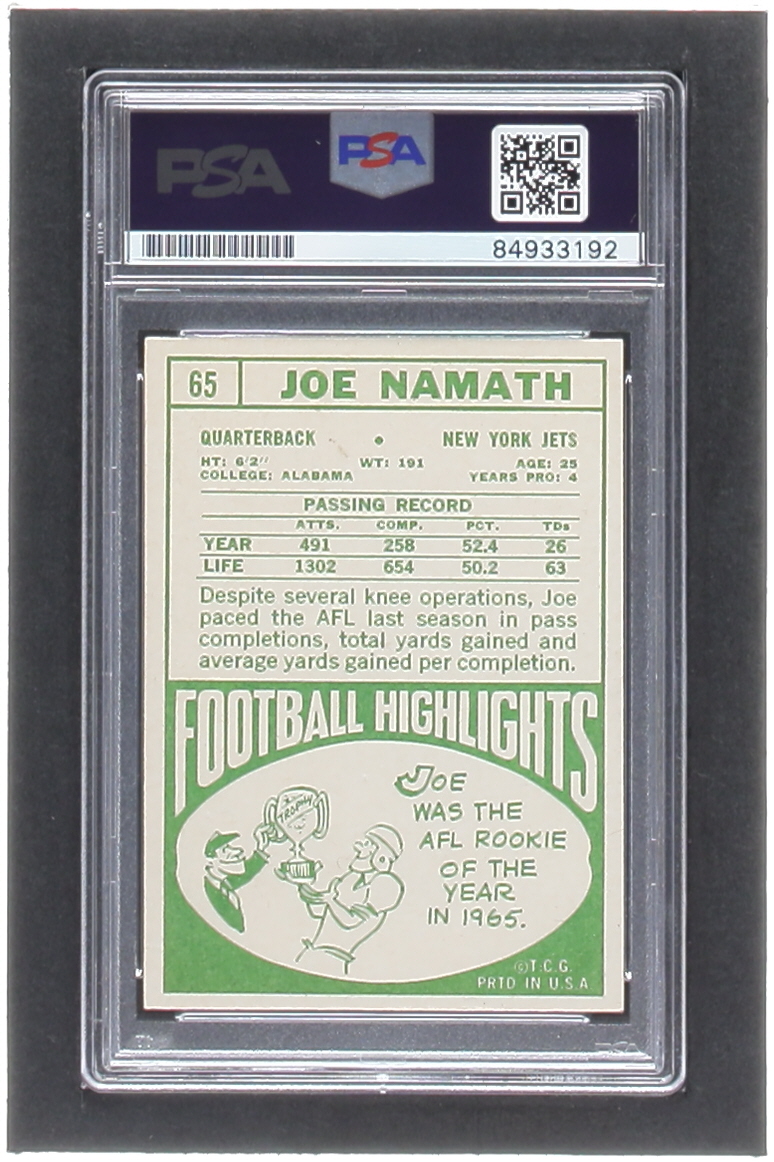 PSA
PSA
84933192
65 JOE NAMATH
QUARTERBACK • NEW YORK JETS
HT: 6'2" WT: 191 AGE: 25
COLLEGE: ALABAMA YEARS PRO: 4
PASSING RECORD
ATTS. COMP. PCT. TDs
YEAR 491 258 52.4 26
LIFE 1302 654 50.2 63
Despite several knee operations, Joe
paced the AFL last season in pass
completions, total yards gained and
average yards gained per completion.
FOOTBALL HIGHLIGHTS
TROPHY
JOE
WAS THE
AFL ROOKIE
OF THE
YEAR
IN 1965.
©T.C.G.
PRTD IN U.S.A
PSA